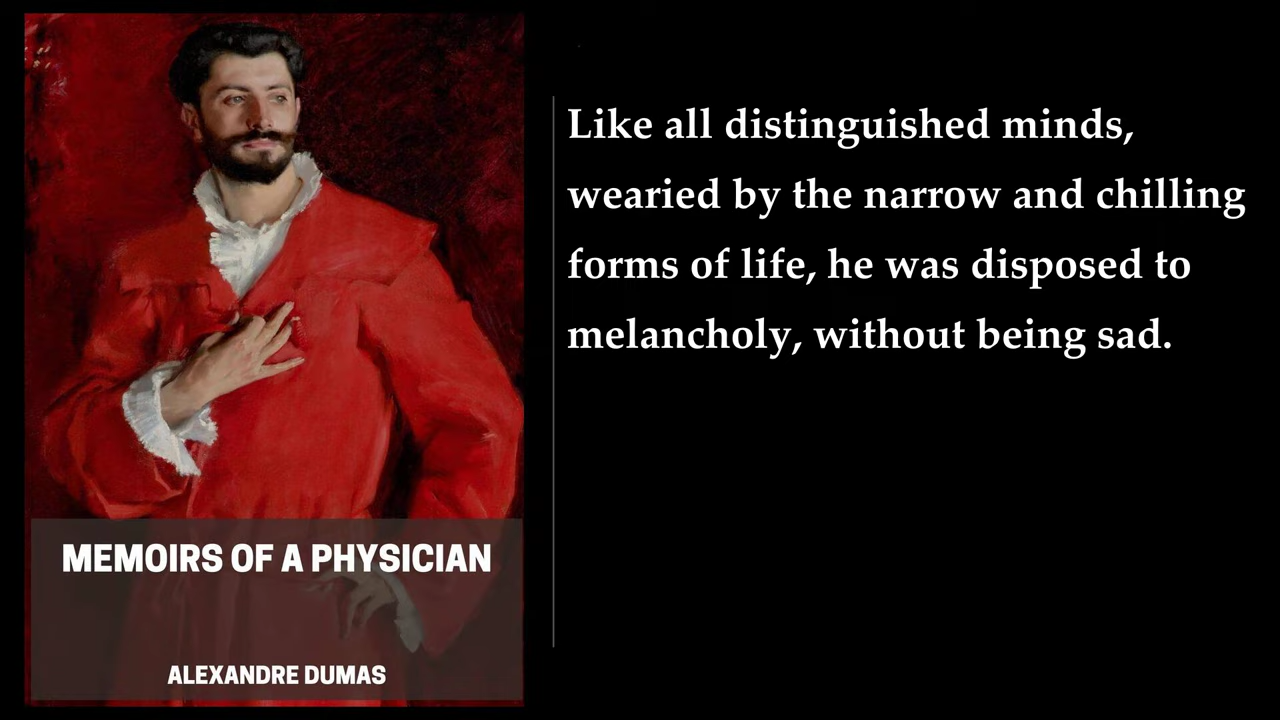 MEMOIRS OF A PHYSICIAN
ALEXANDRE DUMAS
Like all distinguished minds,
wearied by the narrow and chilling
forms of life, he was disposed to
melancholy, without being sad.